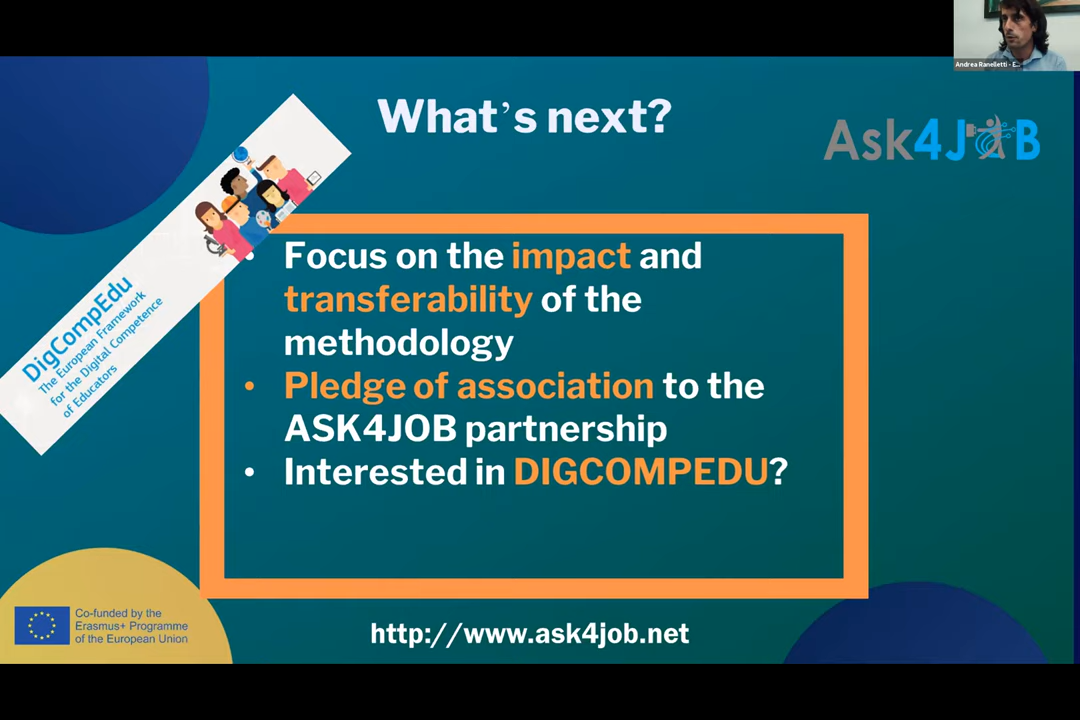 Andrea Ranelletti - E...
What's next?
Ask4JOB
DigCompEdu
The European Framework
for the Digital Competence
of Educators
• Focus on the impact and
transferability of the
methodology
• Pledge of association to the
ASK4JOB partnership
• Interested in DIGCOMPEDU?
Co-funded by the
Erasmus+ Programme
of the European Union
http://www.ask4job.net